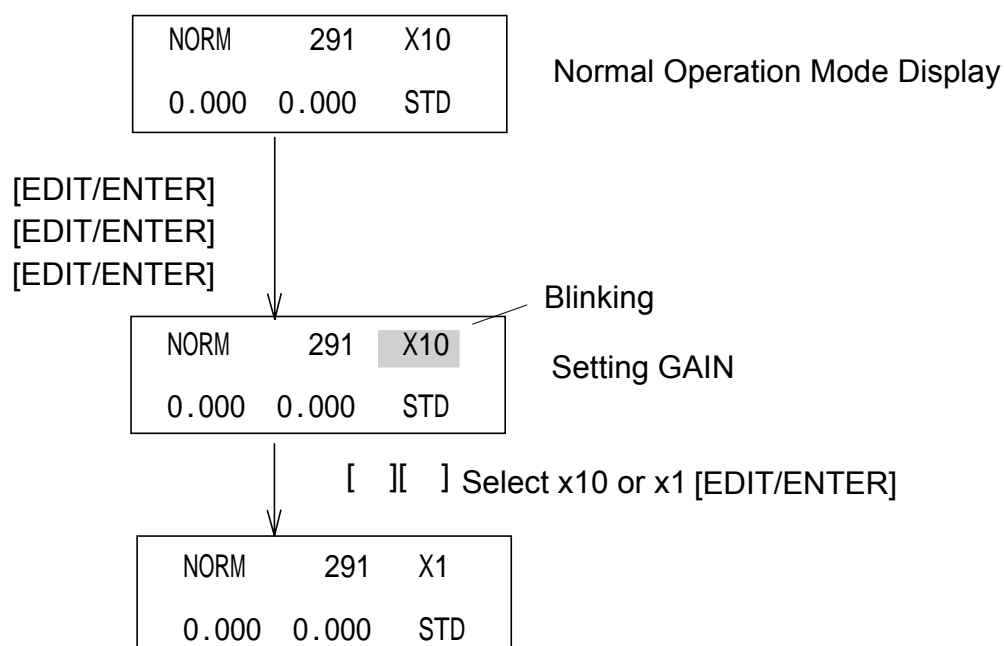 NORM 291 X10
0.000 0.000 STD
Normal Operation Mode Display
[EDIT/ENTER]
[EDIT/ENTER]
[EDIT/ENTER]
Blinking
NORM 291 X10
0.000 0.000 STD
Setting GAIN
[ ][ ] Select x10 or x1 [EDIT/ENTER]
NORM 291 X1
0.000 0.000 STD